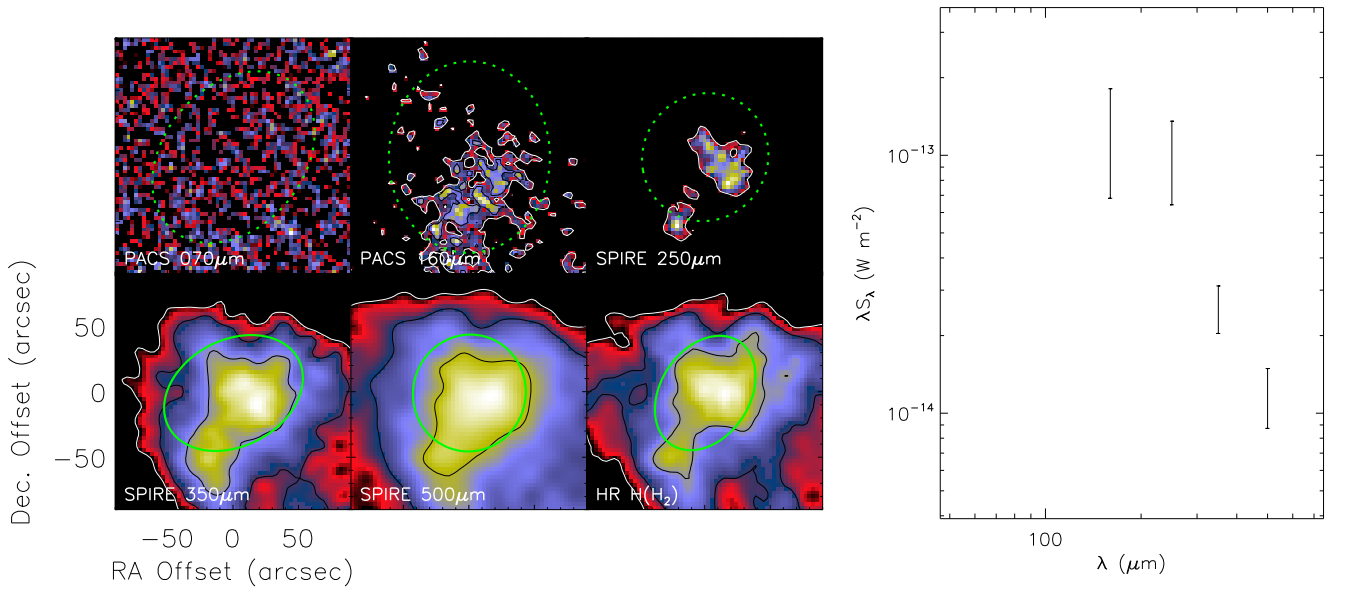 PACS 070μm
PACS 160μm
SPIRE 250μm
SPIRE 350μm
SPIRE 500μm
HR H(H₂)
Dec. Offset (arcsec)
50
0
−50
−50 0 50
RA Offset (arcsec)
λS_λ (W m⁻²)
10⁻¹³
10⁻¹⁴
100
λ (μm)